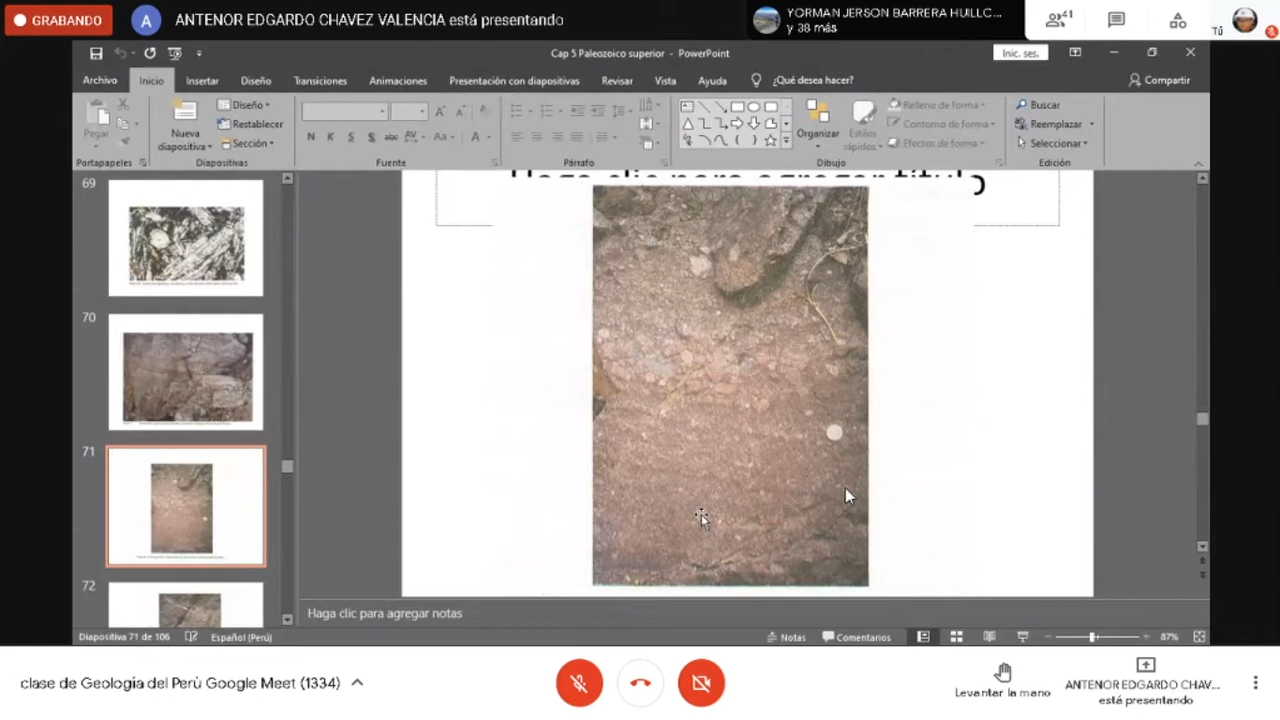 GRABANDO
A
ANTENOR EDGARDO CHAVEZ VALENCIA está presentando
YORMAN JERSON BARRERA HUILLC...
y 38 más
41
Tú
Cap 5 Paleozoico superior - PowerPoint
Inic. ses.
Archivo Inicio Insertar Diseño Transiciones Animaciones Presentación con diapositivas Revisar Vista Ayuda ¿Qué desea hacer? Compartir
Pegar
Nueva diapositiva
Diseño
Restablecer
Sección
N K S S abc AV Aa A
Organizar
Estilos rápidos
Relleno de forma
Contorno de forma
Efectos de forma
Buscar
Reemplazar
Seleccionar
Portapapeles Diapositivas Fuente Párrafo Dibujo Edición
69
70
71
72
Haga clic para agregar título
Haga clic para agregar notas
Diapositiva 71 de 106 Español (Perú) Notas Comentarios 87%
clase de Geología del Perú Google Meet (1334)
Levantar la mano
ANTENOR EDGARDO CHAV...
está presentando